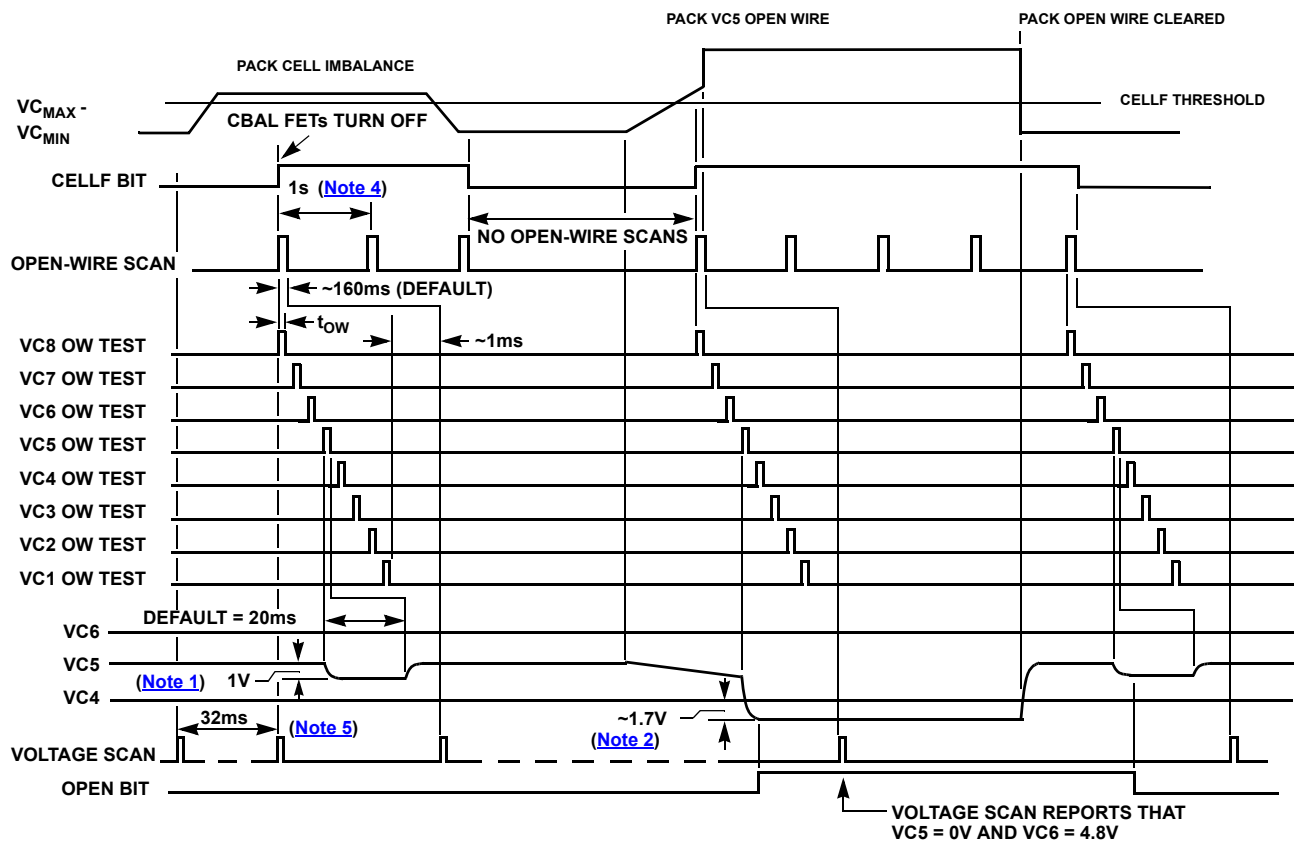 PACK VC5 OPEN WIRE
PACK OPEN WIRE CLEARED
PACK CELL IMBALANCE
VCMAX -
VCMIN
CELLF THRESHOLD
CBAL FETs TURN OFF
CELLF BIT
1s (Note 4)
NO OPEN-WIRE SCANS
OPEN-WIRE SCAN
~160ms (DEFAULT)
tOW
~1ms
VC8 OW TEST
VC7 OW TEST
VC6 OW TEST
VC5 OW TEST
VC4 OW TEST
VC3 OW TEST
VC2 OW TEST
VC1 OW TEST
DEFAULT = 20ms
VC6
VC5
(Note 1) 1V
VC4
32ms
(Note 5)
~1.7V
(Note 2)
VOLTAGE SCAN
OPEN BIT
VOLTAGE SCAN REPORTS THAT
VC5 = 0V AND VC6 = 4.8V